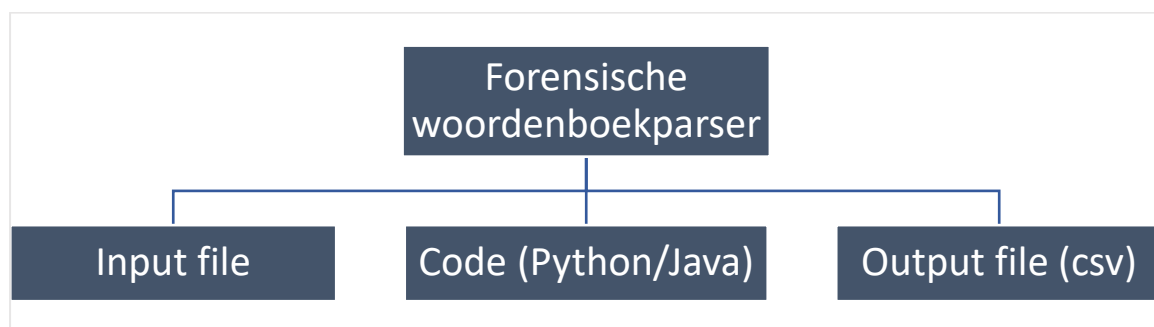 Forensische
woordenboekparser
Input file
Code (Python/Java)
Output file (csv)